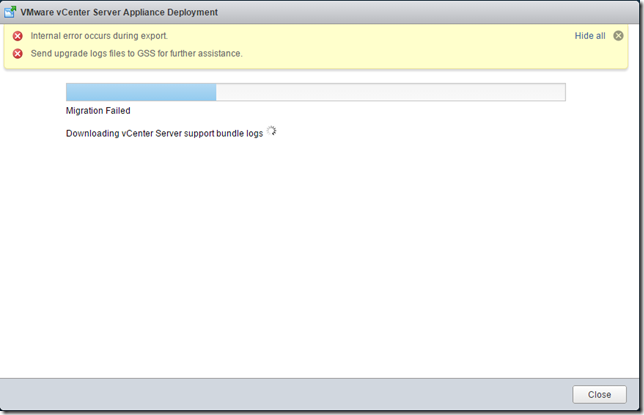 VMware vCenter Server Appliance Deployment
Internal error occurs during export.
Hide all
Send upgrade logs files to GSS for further assistance.
Migration Failed
Downloading vCenter Server support bundle logs
Close